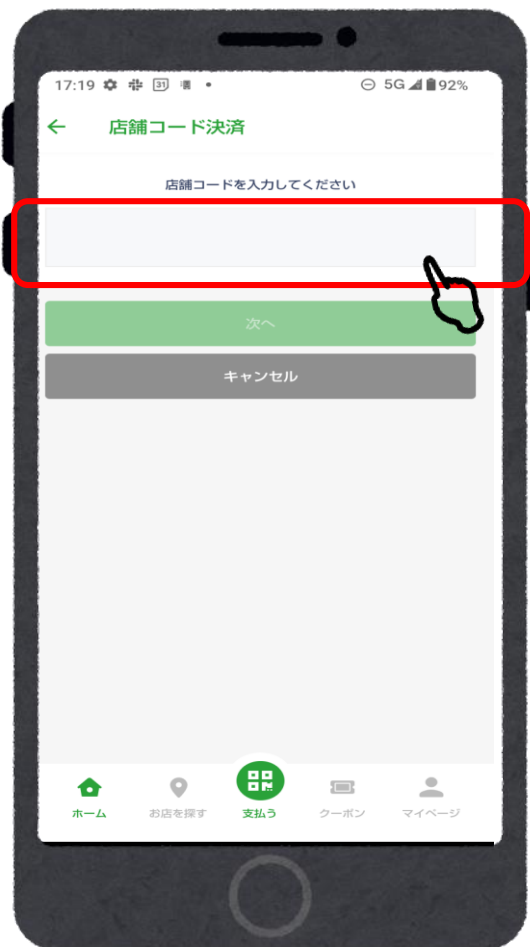 17:19 31 5G 92%
店舗コード決済
店舗コードを入力してください
次へ
キャンセル
ホーム お店を探す 支払う クーポン マイページ